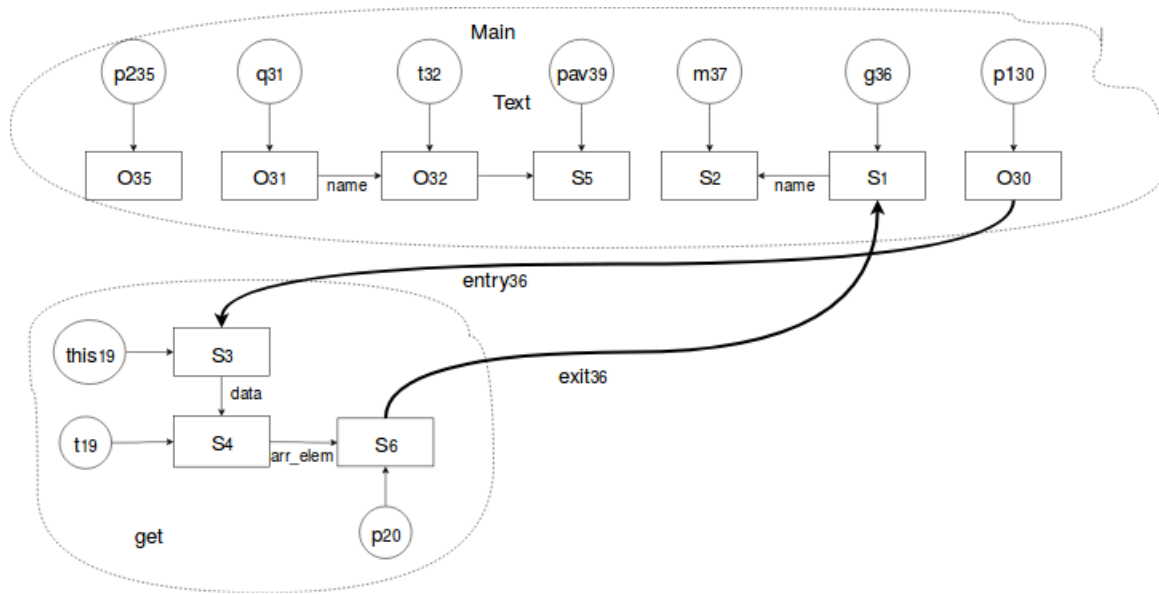 Main
p235
q31
t32
pav39
m37
g36
p130
Text
O35
O31
name
O32
S5
S2
name
S1
O30
entry36
this19
S3
data
exit36
t19
S4
arr_elem
S6
get
p20